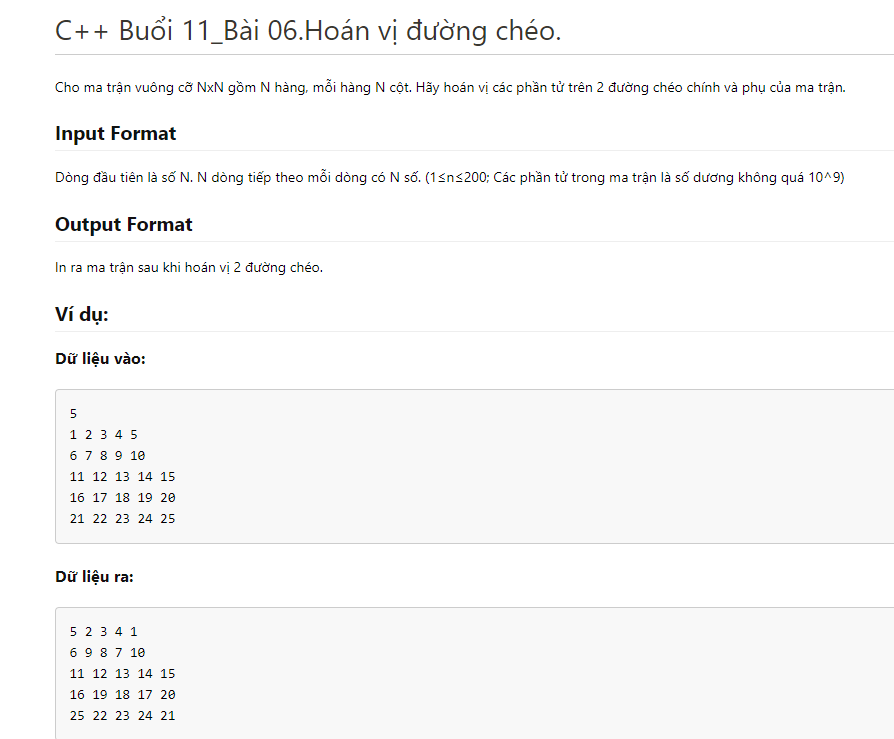 C++ Buổi 11_Bài 06.Hoán vị đường chéo.
Cho ma trận vuông cỡ NxN gồm N hàng, mỗi hàng N cột. Hãy hoán vị các phần tử trên 2 đường chéo chính và phụ của ma trận.
Input Format
Dòng đầu tiên là số N. N dòng tiếp theo mỗi dòng có N số. (1≤n≤200; Các phần tử trong ma trận là số dương không quá 10^9)
Output Format
In ra ma trận sau khi hoán vị 2 đường chéo.
Ví dụ:
Dữ liệu vào:
5
1 2 3 4 5
6 7 8 9 10
11 12 13 14 15
16 17 18 19 20
21 22 23 24 25
Dữ liệu ra:
5 2 3 4 1
6 9 8 7 10
11 12 13 14 15
16 19 18 17 20
25 22 23 24 21